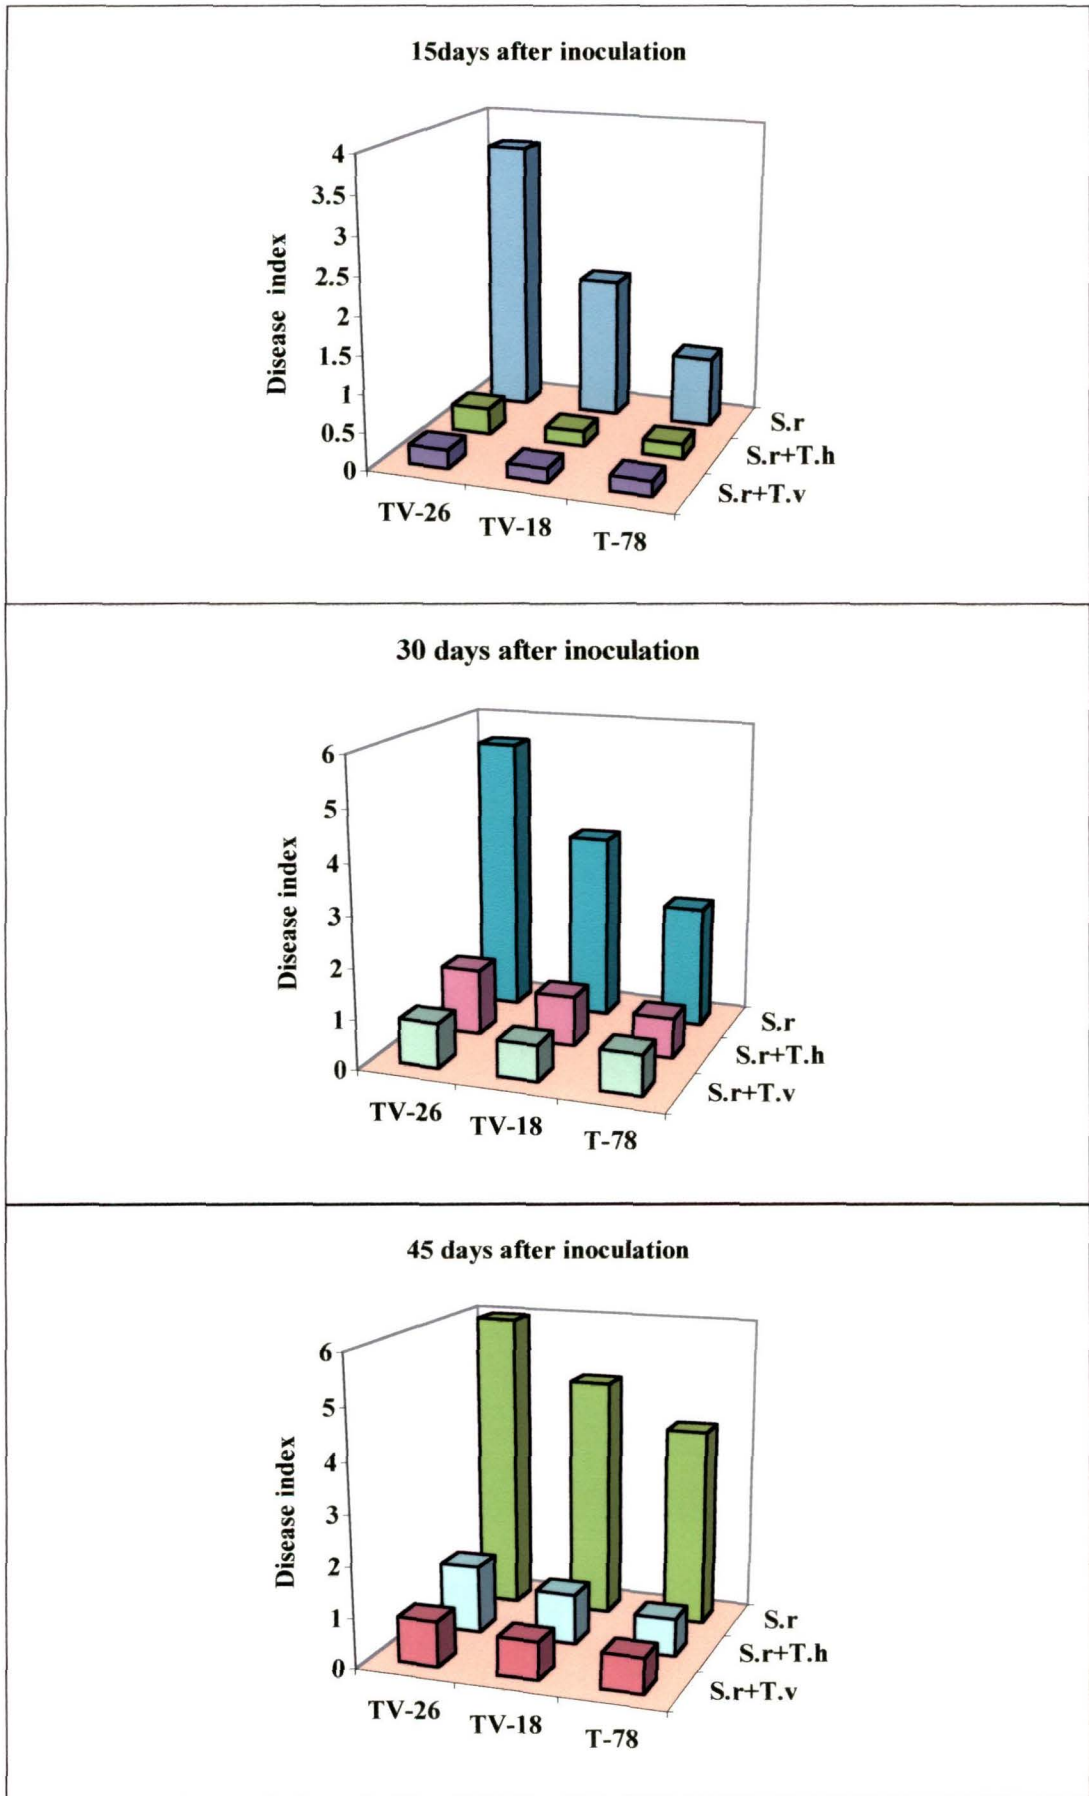 15days after inoculation
4
3.5
3
2.5
2
1.5
1
0.5
0
Disease index
TV-26
TV-18
T-78
S.r
S.r+T.h
S.r+T.v
30 days after inoculation
6
5
4
3
2
1
0
Disease index
TV-26
TV-18
T-78
S.r
S.r+T.h
S.r+T.v
45 days after inoculation
6
5
4
3
2
1
0
Disease index
TV-26
TV-18
T-78
S.r
S.r+T.h
S.r+T.v